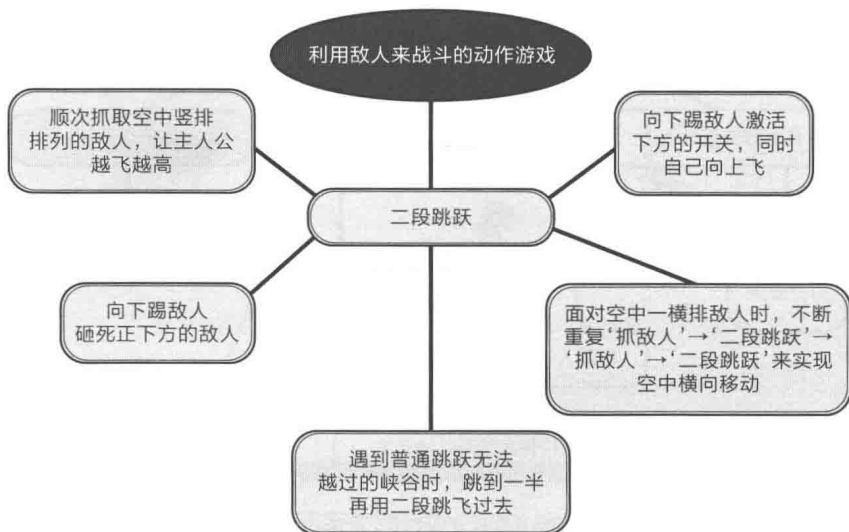 利用敌人来战斗的动作游戏
顺次抓取空中竖排
排列的敌人，让主人公
越飞越高
向下踢敌人激活
下方的开关，同时
自己向上飞
二段跳跃
向下踢敌人
砸死正下方的敌人
面对空中一横排敌人时，不断
重复‘抓敌人’→‘二段跳跃’→
‘抓敌人’→‘二段跳跃’来实现
空中横向移动
遇到普通跳跃无法
越过的峡谷时，跳到一半
再用二段跳飞过去